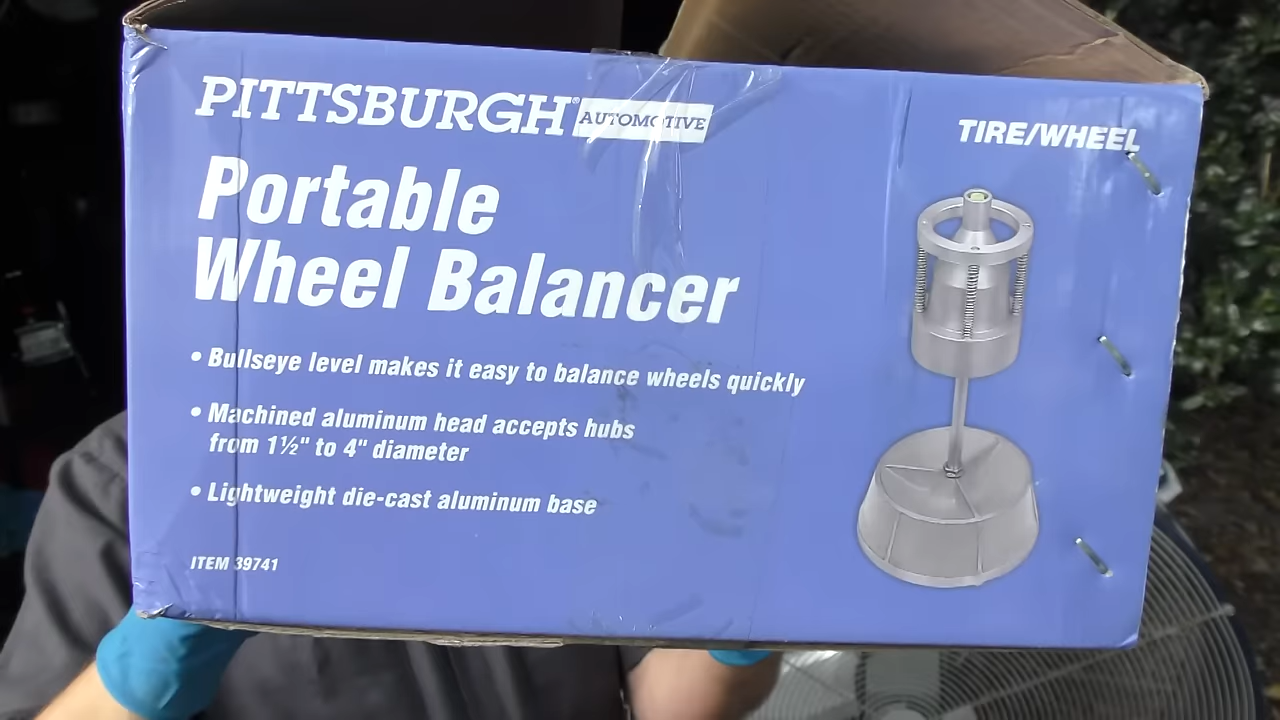 PITTSBURGH® AUTOMOTIVE
TIRE/WHEEL
Portable
Wheel Balancer
• Bullseye level makes it easy to balance wheels quickly
• Machined aluminum head accepts hubs
from 1½" to 4" diameter
• Lightweight die-cast aluminum base
ITEM 39741